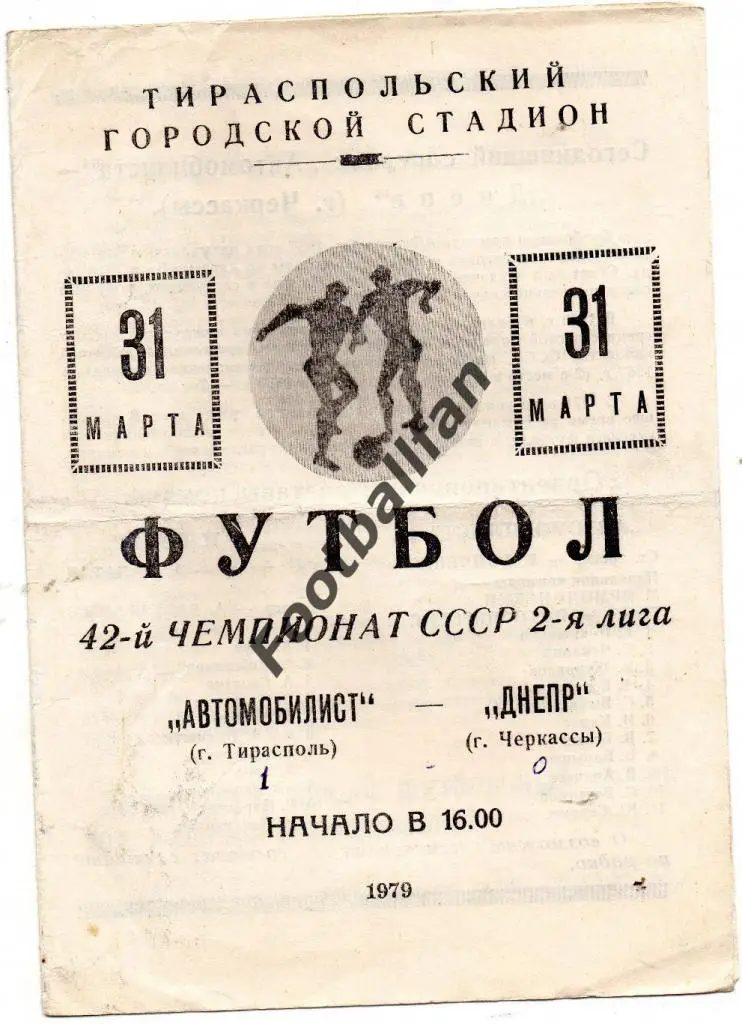 ТИРАСПОЛЬСКИЙ
ГОРОДСКОЙ СТАДИОН
31
МАРТА
31
МАРТА
ФУТБОЛ
42-й ЧЕМПИОНАТ СССР 2-я лига
„АВТОМОБИЛИСТ“ — „ДНЕПР“
(г. Тирасполь) (г. Черкассы)
1 - 0
НАЧАЛО В 16.00
1979
Footballfan